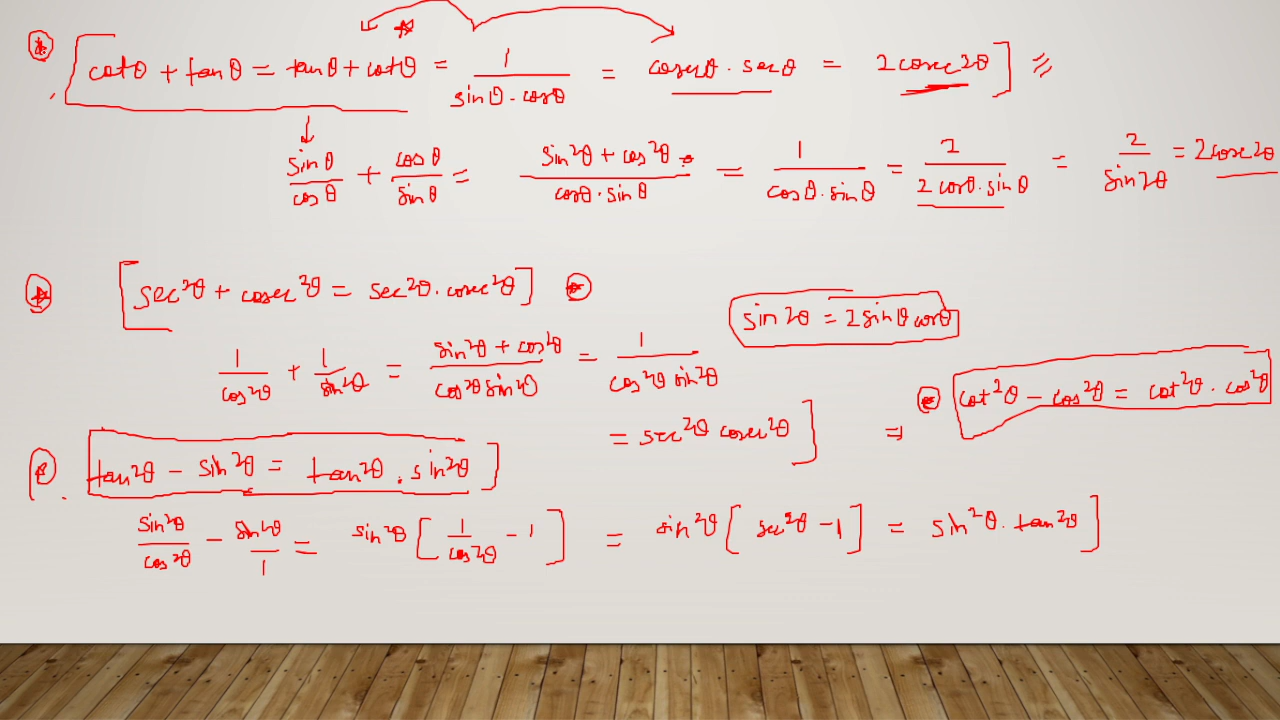 cotθ + tanθ = tanθ + cotθ = 1/(sinθ·cosθ) = cosecθ·secθ = 2cosec2θ]
sinθ/cosθ + cosθ/sinθ = (sin²θ + cos²θ)/(cosθ·sinθ) = 1/(cosθ·sinθ) = 2/(2cosθ·sinθ) = 2/sin2θ = 2cosec2θ
[sec²θ + cosec²θ = sec²θ·cosec²θ]
sin2θ = 2sinθcosθ
1/cos²θ + 1/sin²θ = (sin²θ + cos²θ)/(cos²θ sin²θ) = 1/(cos²θ sin²θ)
= sec²θ cosec²θ]
⇒ cot²θ - cos²θ = cot²θ·cos²θ
tan²θ - sin²θ = tan²θ·sin²θ]
sin²θ/cos²θ - sin²θ/1 = sin²θ[1/cos²θ - 1] = sin²θ[sec²θ - 1] = sin²θ·tan²θ]